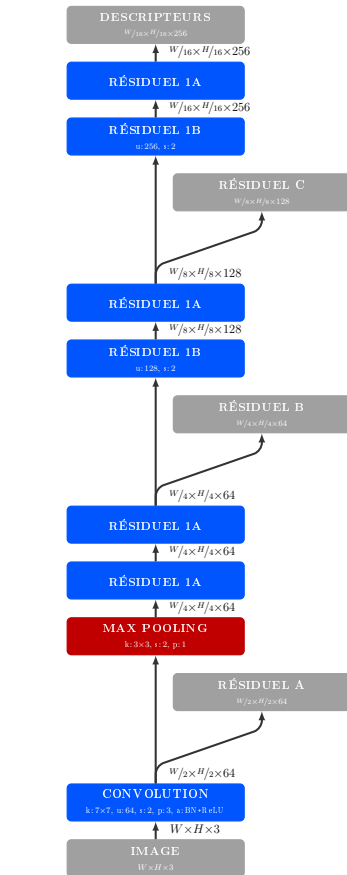 DESCRIPTEURS
W/16×H/16×256
W/16×H/16×256
RÉSIDUEL 1A
W/16×H/16×256
RÉSIDUEL 1B
u: 256, s: 2
RÉSIDUEL C
W/8×H/8×128
W/8×H/8×128
RÉSIDUEL 1A
W/8×H/8×128
RÉSIDUEL 1B
u: 128, s: 2
RÉSIDUEL B
W/4×H/4×64
W/4×H/4×64
RÉSIDUEL 1A
W/4×H/4×64
RÉSIDUEL 1A
W/4×H/4×64
MAX POOLING
k: 3×3, s: 2, p: 1
RÉSIDUEL A
W/2×H/2×64
W/2×H/2×64
CONVOLUTION
k: 7×7, u: 64, s: 2, p: 3, a: BN+ReLU
W×H×3
IMAGE
W×H×3